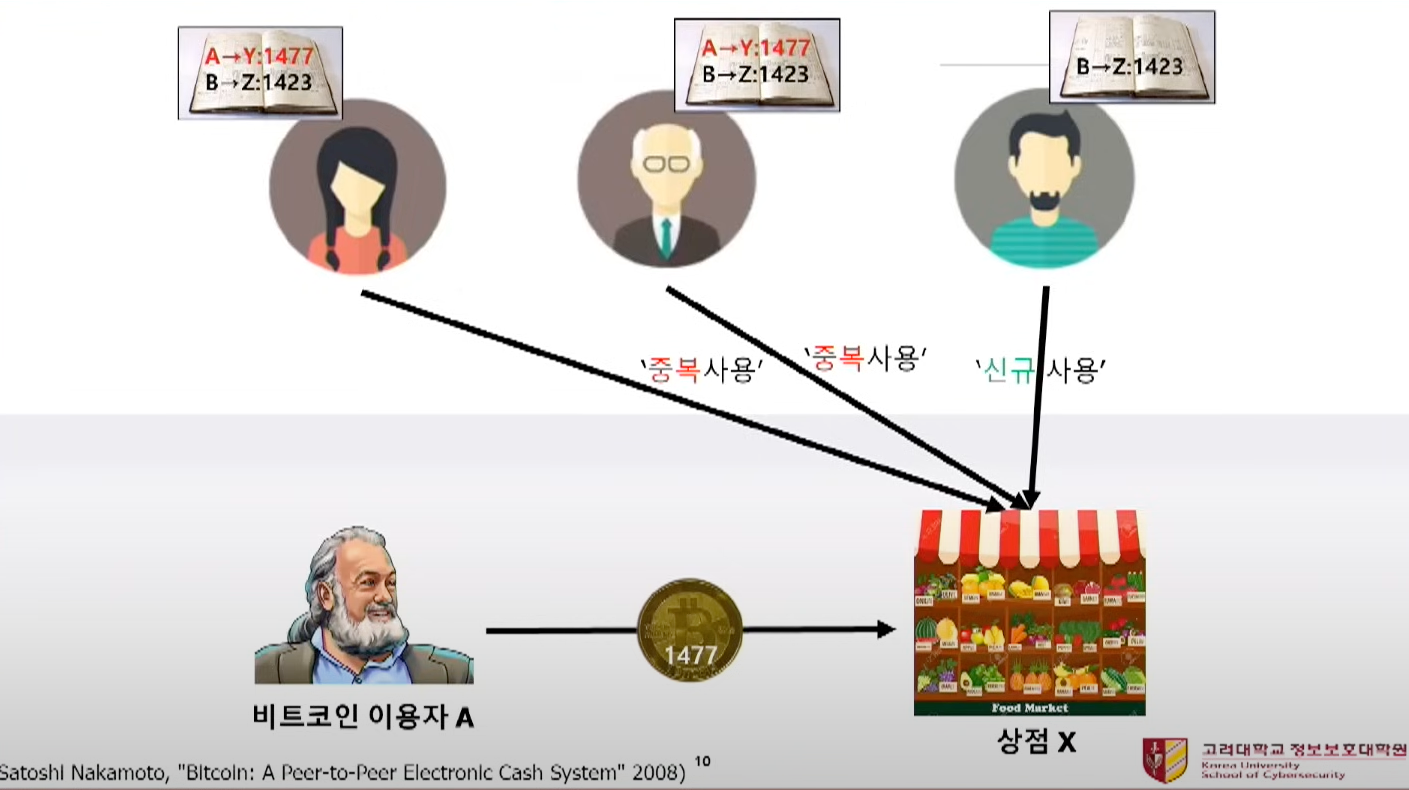 A→Y:1477
B→Z:1423
A→Y:1477
B→Z:1423
B→Z:1423
'중복사용'
'중복사용'
'신규 사용'
1477
비트코인 이용자 A
Food Market
상점 X
Satoshi Nakamoto, "Bitcoin: A Peer-to-Peer Electronic Cash System" 2008)
10
고려대학교 정보보호대학원
Korea University
School of Cybersecurity